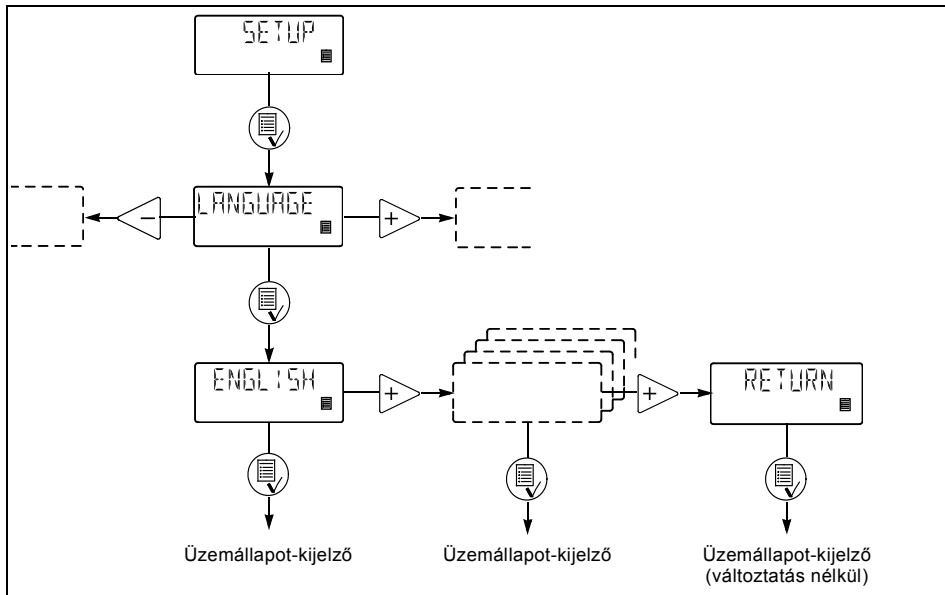 SETUP
LANGUAGE
ENGLISH
RETURN
Üzemállapot-kijelző
Üzemállapot-kijelző
Üzemállapot-kijelző
(változtatás nélkül)